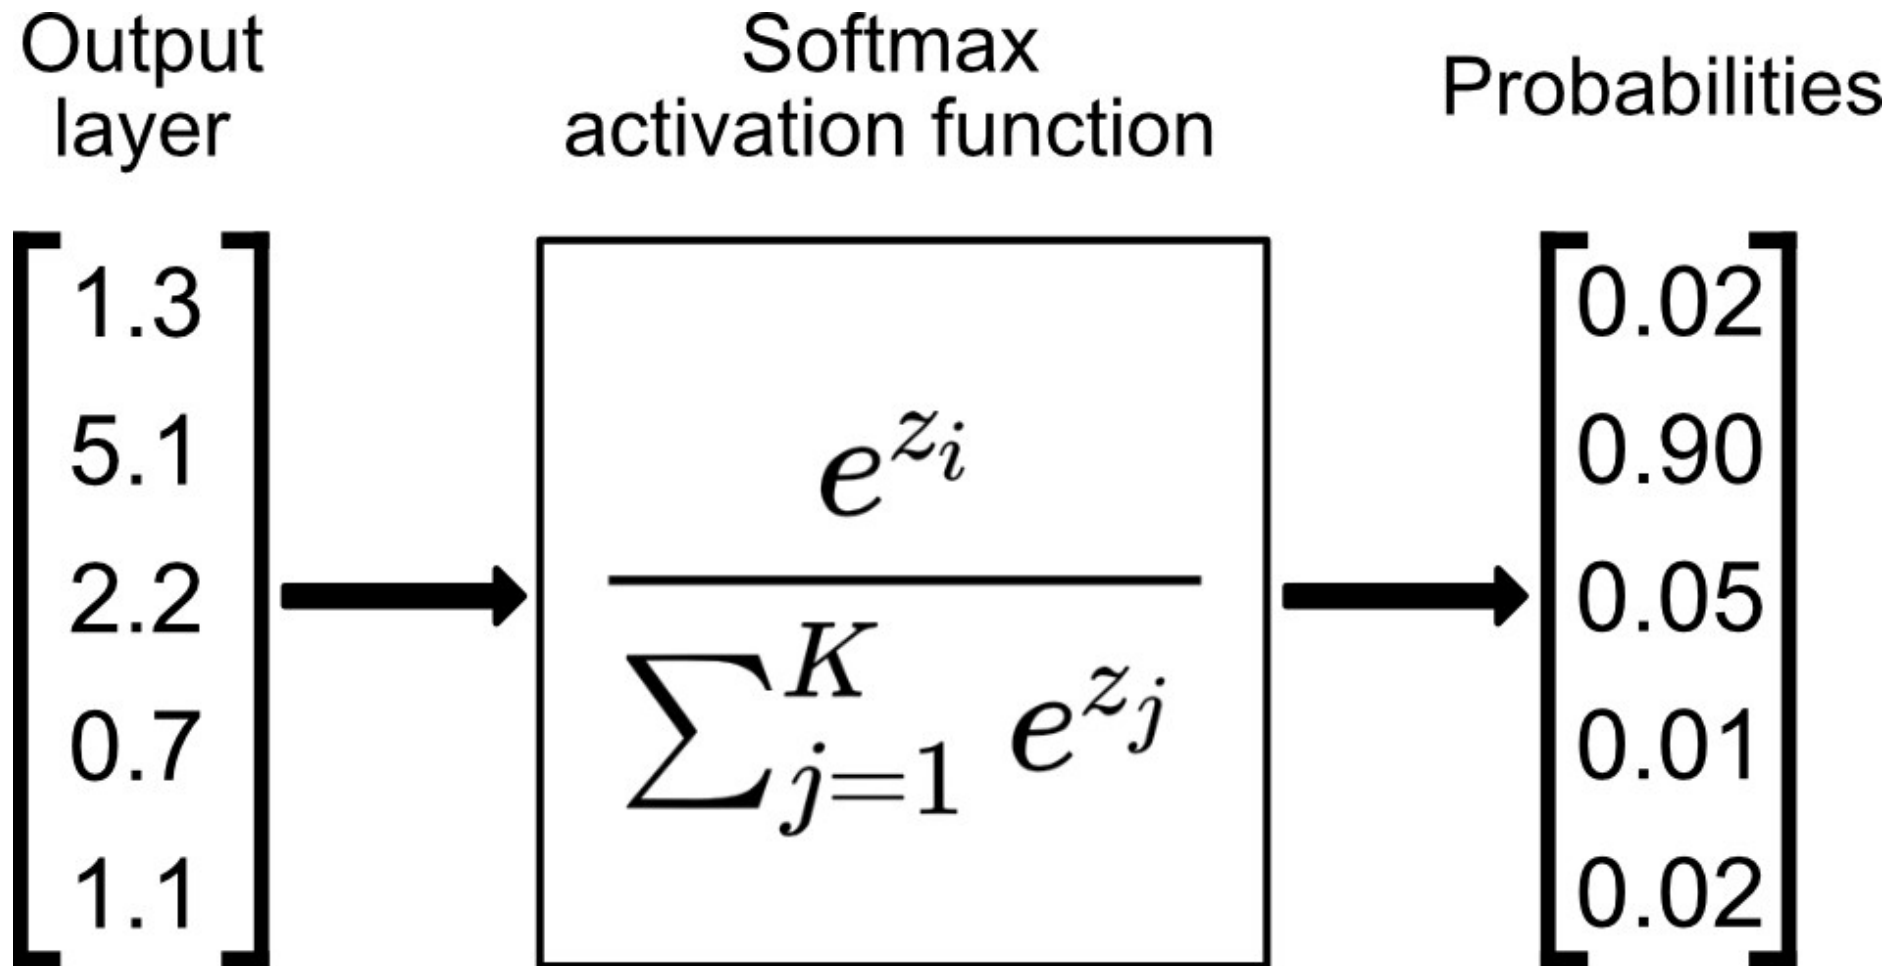 Output
layer
Softmax
activation function
Probabilities
1.3
5.1
2.2
0.7
1.1
e^{z_i}
∑_{j=1}^{K} e^{z_j}
0.02
0.90
0.05
0.01
0.02